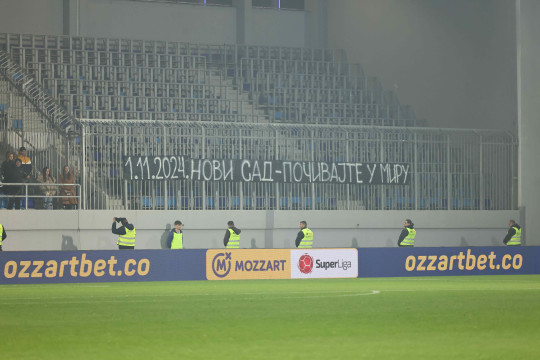 1.11.2024. НОВИ САД-ПОЧИВАЈТЕ У МИРУ
ozzartbet.co
MOZZART
SuperLiga
ozzartbet.co